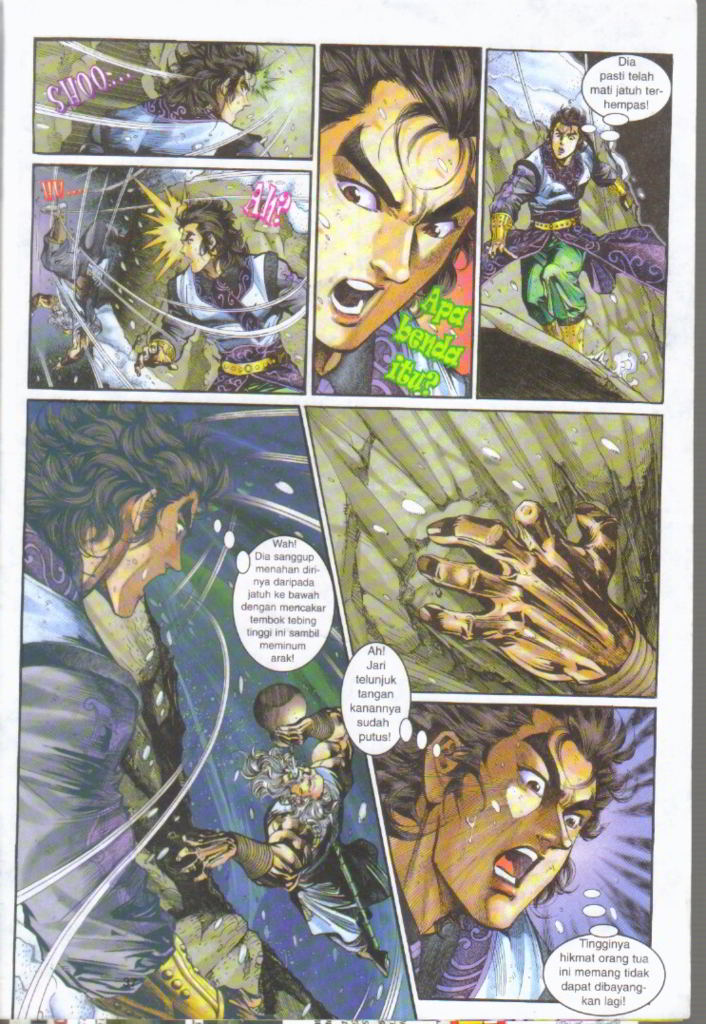 SHOO...
W...
Ah?
Apa
benda
itu?
Dia
pasti telah
mati jatuh ter-
hempas!
Wah!
Dia sanggup
menahan diri-
nya daripada
jatuh ke bawah
dengan mencakar
tembok tebing
tinggi ini sambil
meminum
arak!
Ah!
Jari
telunjuk
tangan
kanannya
sudah
putus!
Tingginya
hikmat orang tua
ini memang tidak
dapat dibayang-
kan lagi!